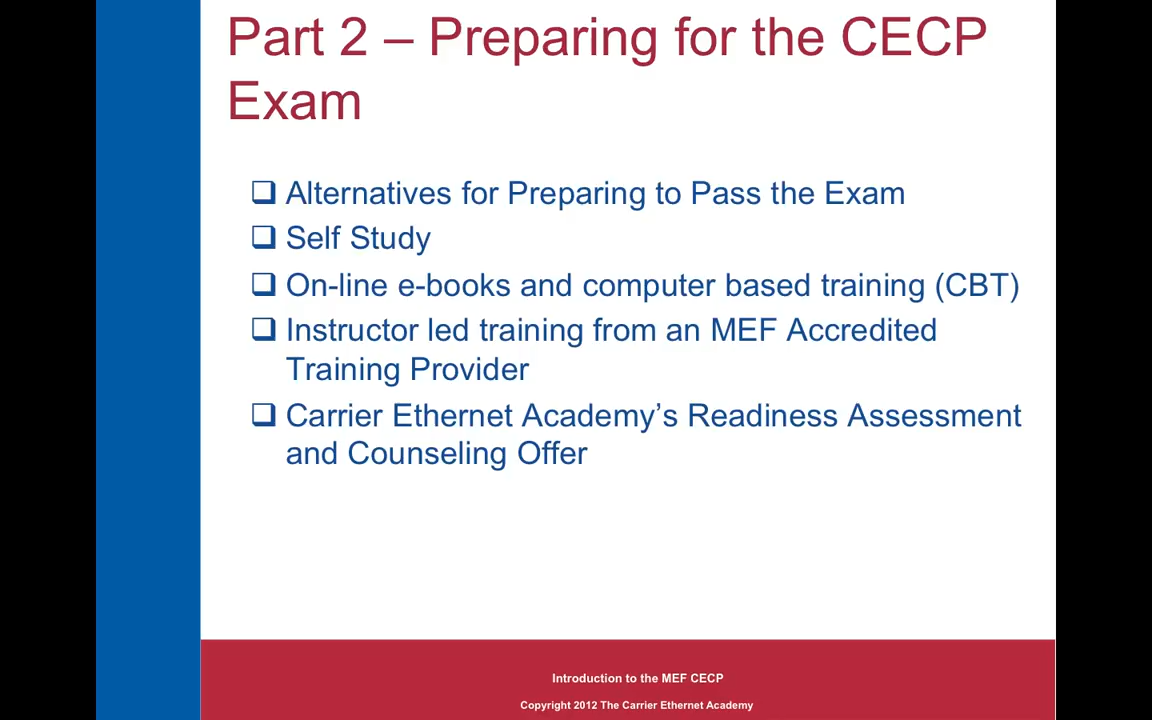 Part 2 – Preparing for the CECP
Exam
❑ Alternatives for Preparing to Pass the Exam
❑ Self Study
❑ On-line e-books and computer based training (CBT)
❑ Instructor led training from an MEF Accredited
Training Provider
❑ Carrier Ethernet Academy’s Readiness Assessment
and Counseling Offer
Introduction to the MEF CECP
Copyright 2012 The Carrier Ethernet Academy